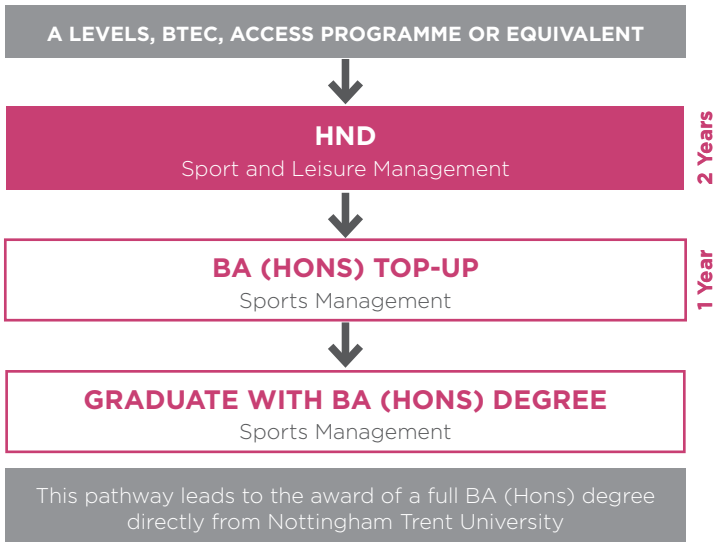 A LEVELS, BTEC, ACCESS PROGRAMME OR EQUIVALENT
HND
Sport and Leisure Management
2 Years
BA (HONS) TOP-UP
Sports Management
1 Year
GRADUATE WITH BA (HONS) DEGREE
Sports Management
This pathway leads to the award of a full BA (Hons) degree
directly from Nottingham Trent University